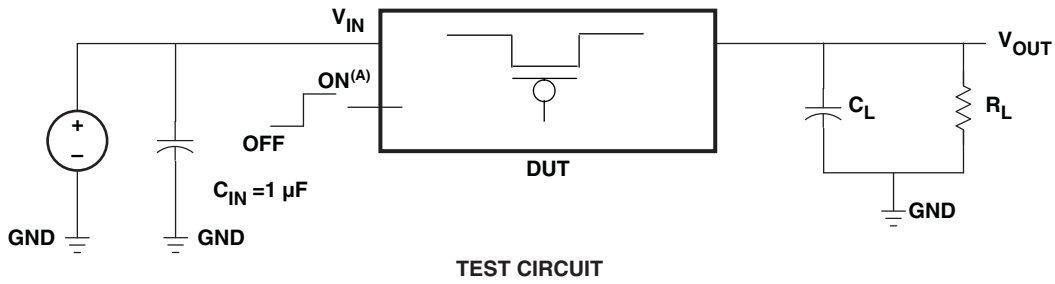 V_IN
V_OUT
ON(A)
OFF
+
–
C_IN =1 µF
C_L
R_L
DUT
GND
GND
GND
TEST CIRCUIT